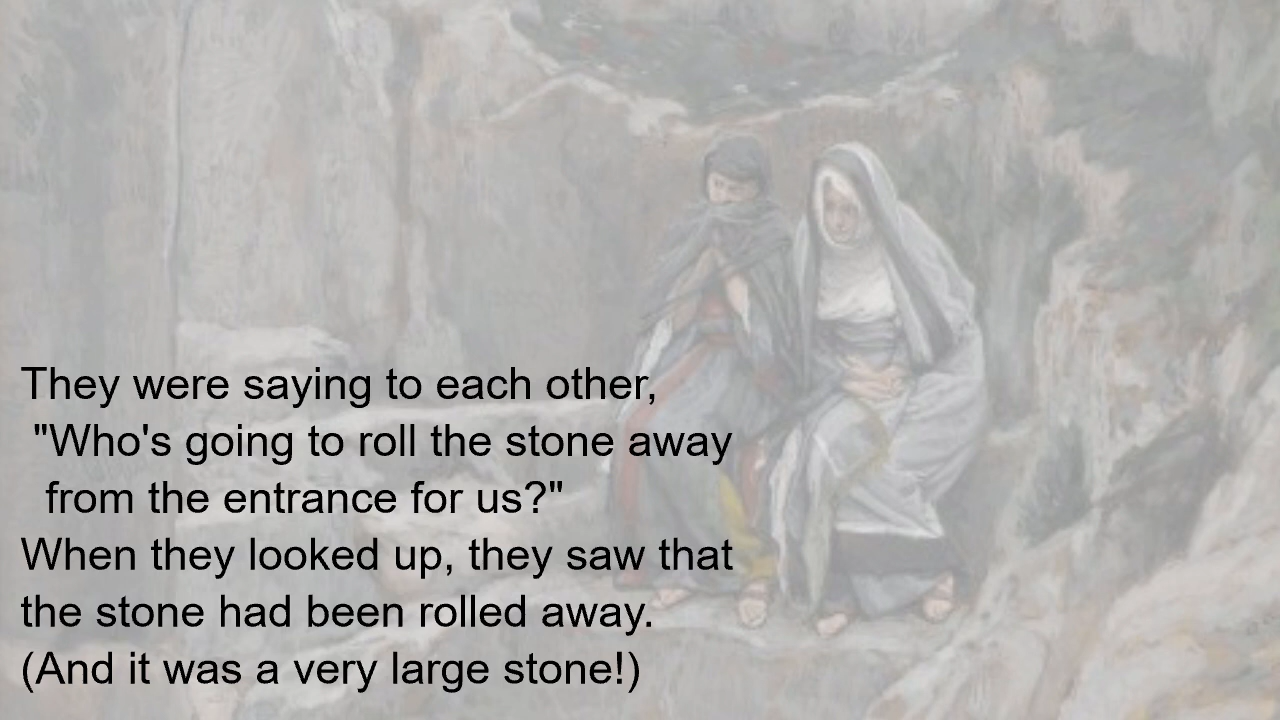 They were saying to each other,
"Who's going to roll the stone away
from the entrance for us?"
When they looked up, they saw that
the stone had been rolled away.
(And it was a very large stone!)